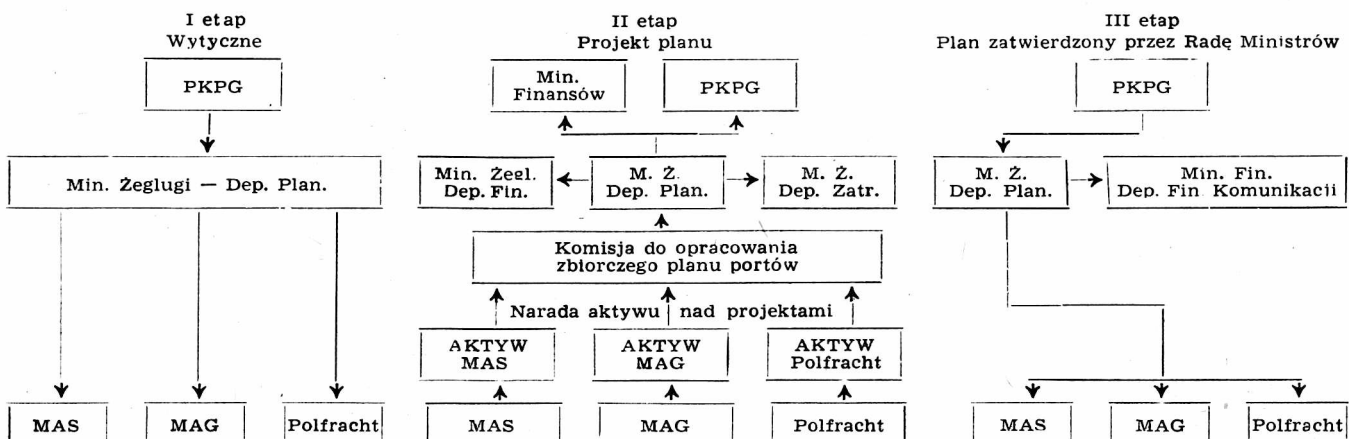 I etap
Wytyczne
PKPG
Min. Żeglugi — Dep. Plan.
MAS
MAG
Polfracht
II etap
Projekt planu
Min.
Finansów
PKPG
Min. Żegl.
Dep. Fin.
M. Ż.
Dep. Plan.
M. Ż.
Dep. Zatr.
Komisja do opracowania
zbiorczego planu portów
Narada aktywu nad projektami
AKTYW
MAS
AKTYW
MAG
AKTYW
Polfracht
MAS
MAG
Polfracht
III etap
Plan zatwierdzony przez Radę Ministrów
PKPG
M. Ż.
Dep. Plan.
Min. Fin.
Dep. Fin Komunikacji
MAS
MAG
Polfracht